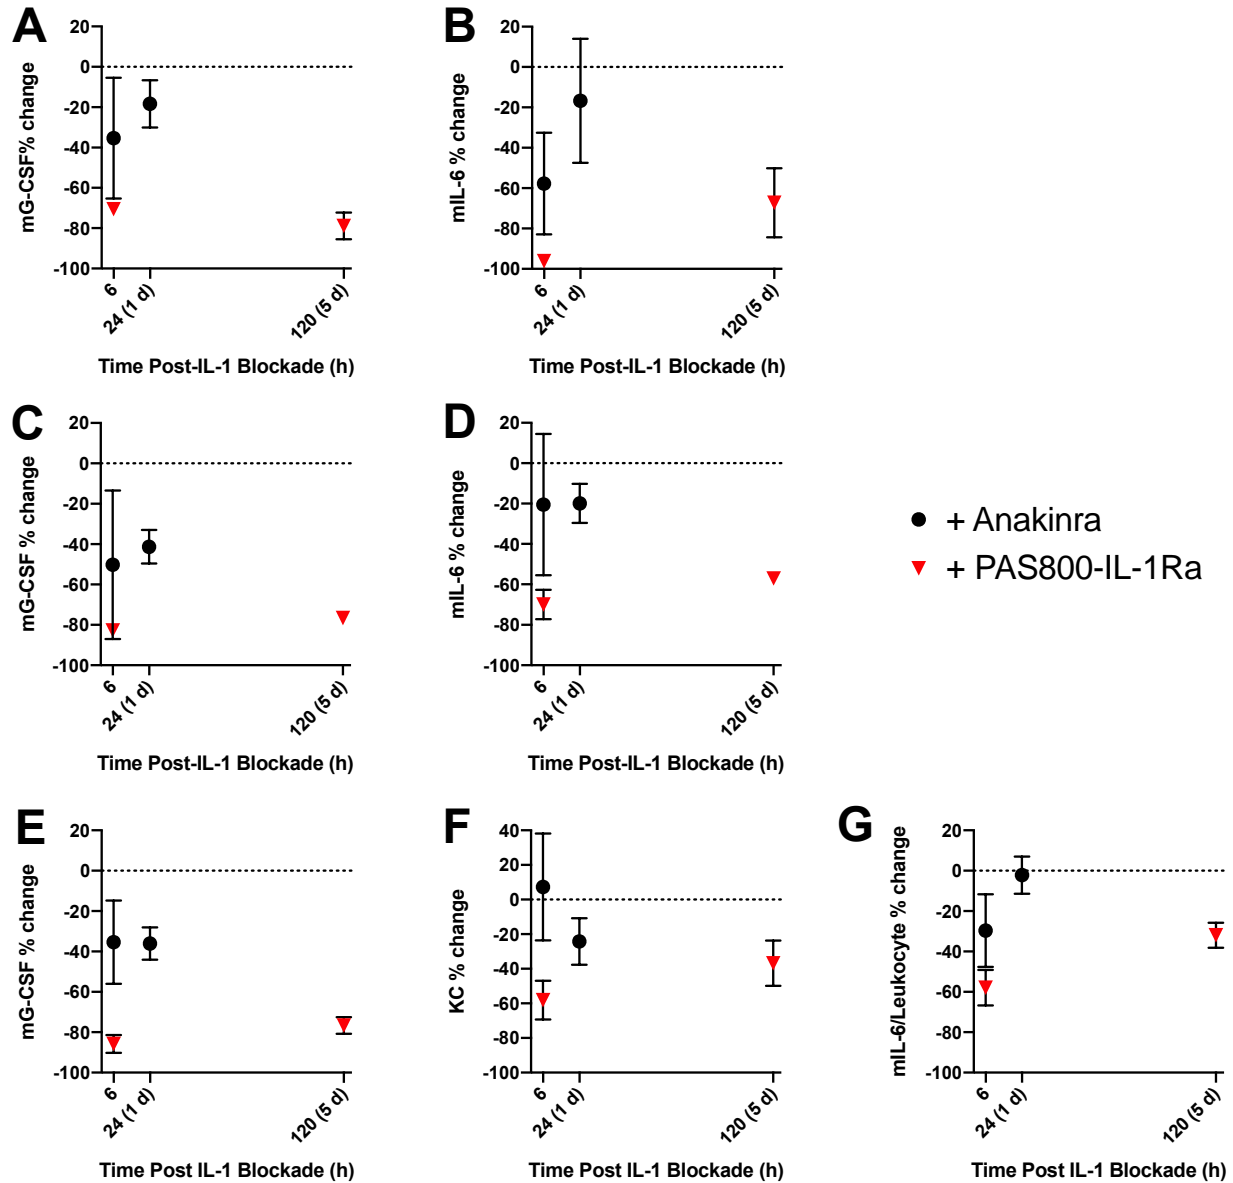 A
mG-CSF% change
20
0
-20
-40
-60
-80
-100
6
24 (1 d)
120 (5 d)
Time Post-IL-1 Blockade (h)
B
mIL-6 % change
20
0
-20
-40
-60
-80
-100
6
24 (1 d)
120 (5 d)
Time Post-IL-1 Blockade (h)
C
mG-CSF % change
20
0
-20
-40
-60
-80
-100
6
24 (1 d)
120 (5 d)
Time Post-IL-1 Blockade (h)
D
mIL-6 % change
20
0
-20
-40
-60
-80
-100
6
24 (1 d)
120 (5 d)
Time Post-IL-1 Blockade (h)
+ Anakinra
+ PAS800-IL-1Ra
E
mG-CSF % change
20
0
-20
-40
-60
-80
-100
6
24 (1 d)
120 (5 d)
Time Post IL-1 Blockade (h)
F
KC % change
40
20
0
-20
-40
-60
-80
-100
6
24 (1 d)
120 (5 d)
Time Post IL-1 Blockade (h)
G
mIL-6/Leukocyte % change
20
0
-20
-40
-60
-80
-100
6
24 (1 d)
120 (5 d)
Time Post IL-1 Blockade (h)